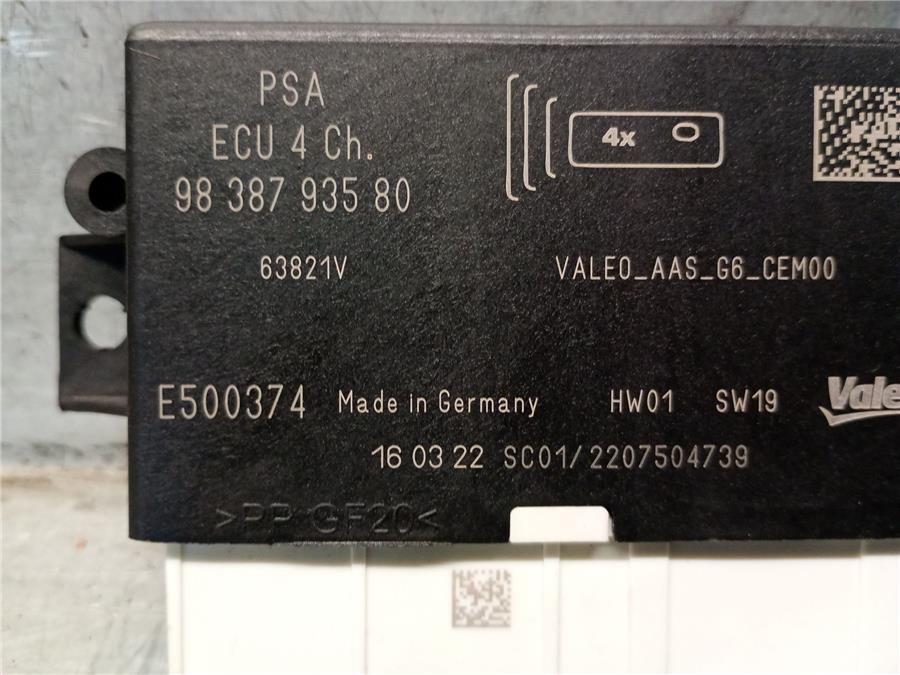 PSA
ECU 4 Ch.
98 387 935 80
4x
63821V
VALEO_AAS_G6_CEM00
E500374 Made in Germany HW01 SW19 Vale
16 03 22 SC01/2207504739
>PP GF20<